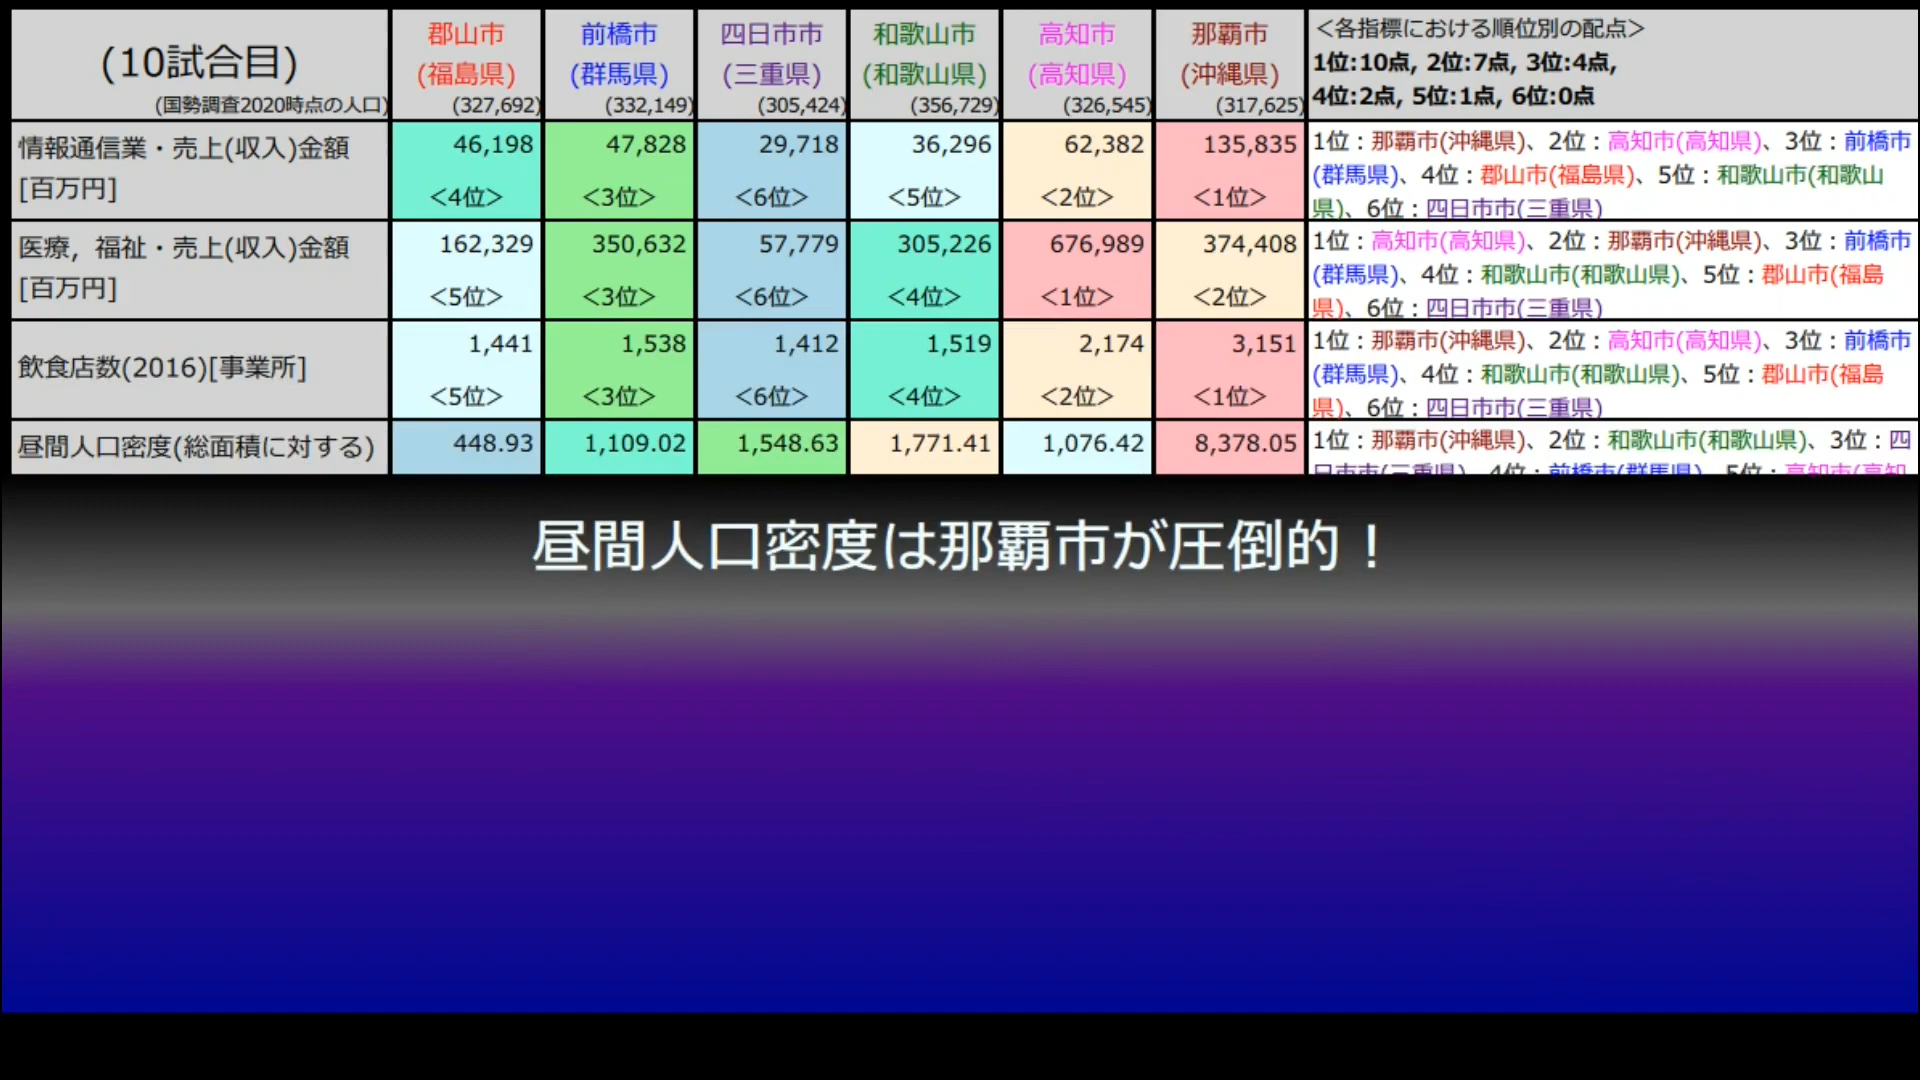 (10試合目)
(国勢調査2020時点の人口)
郡山市
(福島県)
(327,692)
前橋市
(群馬県)
(332,149)
四日市市
(三重県)
(305,424)
和歌山市
(和歌山県)
(356,729)
高知市
(高知県)
(326,545)
那覇市
(沖縄県)
(317,625)
＜各指標における順位別の配点＞
1位:10点, 2位:7点, 3位:4点,
4位:2点, 5位:1点, 6位:0点
情報通信業・売上(収入)金額
[百万円]
46,198
<4位>
47,828
<3位>
29,718
<6位>
36,296
<5位>
62,382
<2位>
135,835
<1位>
1位：那覇市(沖縄県)、2位：高知市(高知県)、3位：前橋市
(群馬県)、4位：郡山市(福島県)、5位：和歌山市(和歌山
県)、6位：四日市市(三重県)
医療，福祉・売上(収入)金額
[百万円]
162,329
<5位>
350,632
<3位>
57,779
<6位>
305,226
<4位>
676,989
<1位>
374,408
<2位>
1位：高知市(高知県)、2位：那覇市(沖縄県)、3位：前橋市
(群馬県)、4位：和歌山市(和歌山県)、5位：郡山市(福島
県)、6位：四日市市(三重県)
飲食店数(2016)[事業所]
1,441
<5位>
1,538
<3位>
1,412
<6位>
1,519
<4位>
2,174
<2位>
3,151
<1位>
1位：那覇市(沖縄県)、2位：高知市(高知県)、3位：前橋市
(群馬県)、4位：和歌山市(和歌山県)、5位：郡山市(福島
県)、6位：四日市市(三重県)
昼間人口密度(総面積に対する)
448.93
1,109.02
1,548.63
1,771.41
1,076.42
8,378.05
1位：那覇市(沖縄県)、2位：和歌山市(和歌山県)、3位：四
日市市(三重県)、4位：前橋市(群馬県)、5位：高知市(高知
昼間人口密度は那覇市が圧倒的！